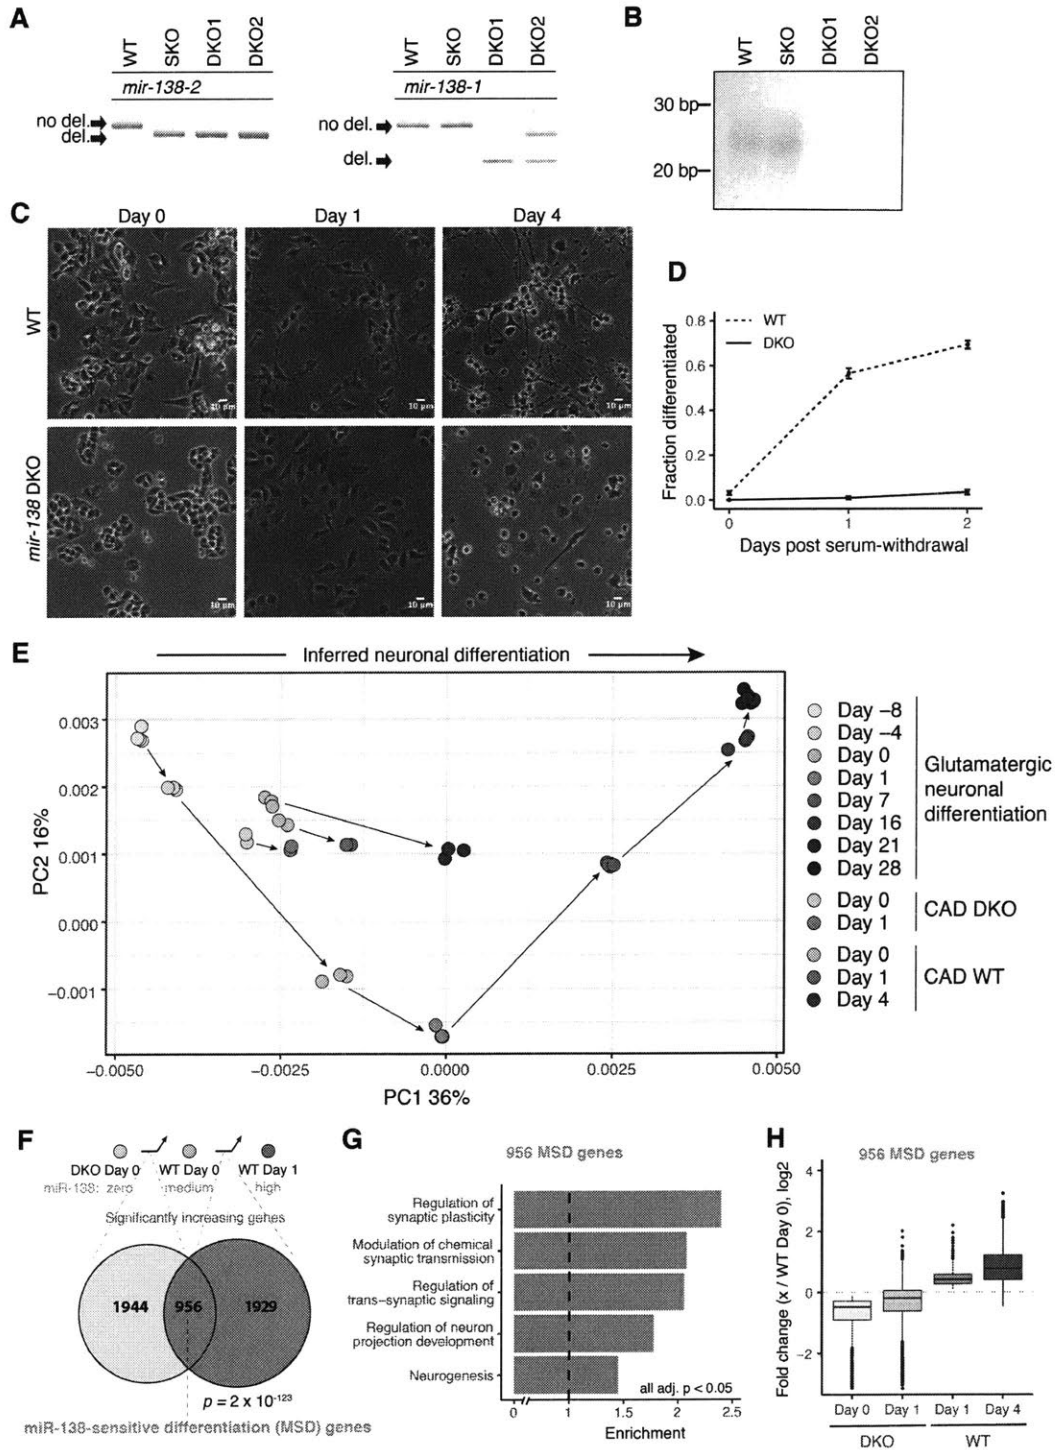 A
WT
SKO
DKO1
DKO2
mir-138-2
no del.
del.
WT
SKO
DKO1
DKO2
mir-138-1
no del.
del.
B
WT
SKO
DKO1
DKO2
30 bp
20 bp
C
Day 0
Day 1
Day 4
WT
10 µm
10 µm
10 µm
mir-138 DKO
10 µm
10 µm
10 µm
D
WT
DKO
Fraction differentiated
0.8
0.6
0.4
0.2
0.0
0
1
2
Days post serum-withdrawal
E
Inferred neuronal differentiation
PC2 16%
0.003
0.002
0.001
0.000
−0.001
−0.0050
−0.0025
0.0000
0.0025
0.0050
PC1 36%
Day −8
Day −4
Day 0
Day 1
Day 7
Day 16
Day 21
Day 28
Glutamatergic
neuronal
differentiation
Day 0
Day 1
CAD DKO
Day 0
Day 1
Day 4
CAD WT
F
DKO Day 0 WT Day 0 WT Day 1
miR-138: zero medium high
Significantly increasing genes
1944 956 1929
p = 2 x 10-123
miR-138-sensitive differentiation (MSD) genes
G
956 MSD genes
Regulation of
synaptic plasticity
Modulation of chemical
synaptic transmission
Regulation of
trans−synaptic signaling
Regulation of neuron
projection development
Neurogenesis
all adj. p < 0.05
0 1 1.5 2 2.5
Enrichment
H
956 MSD genes
Fold change (x / WT Day 0), log2
4
2
0
−2
Day 0 Day 1 Day 1 Day 4
DKO WT